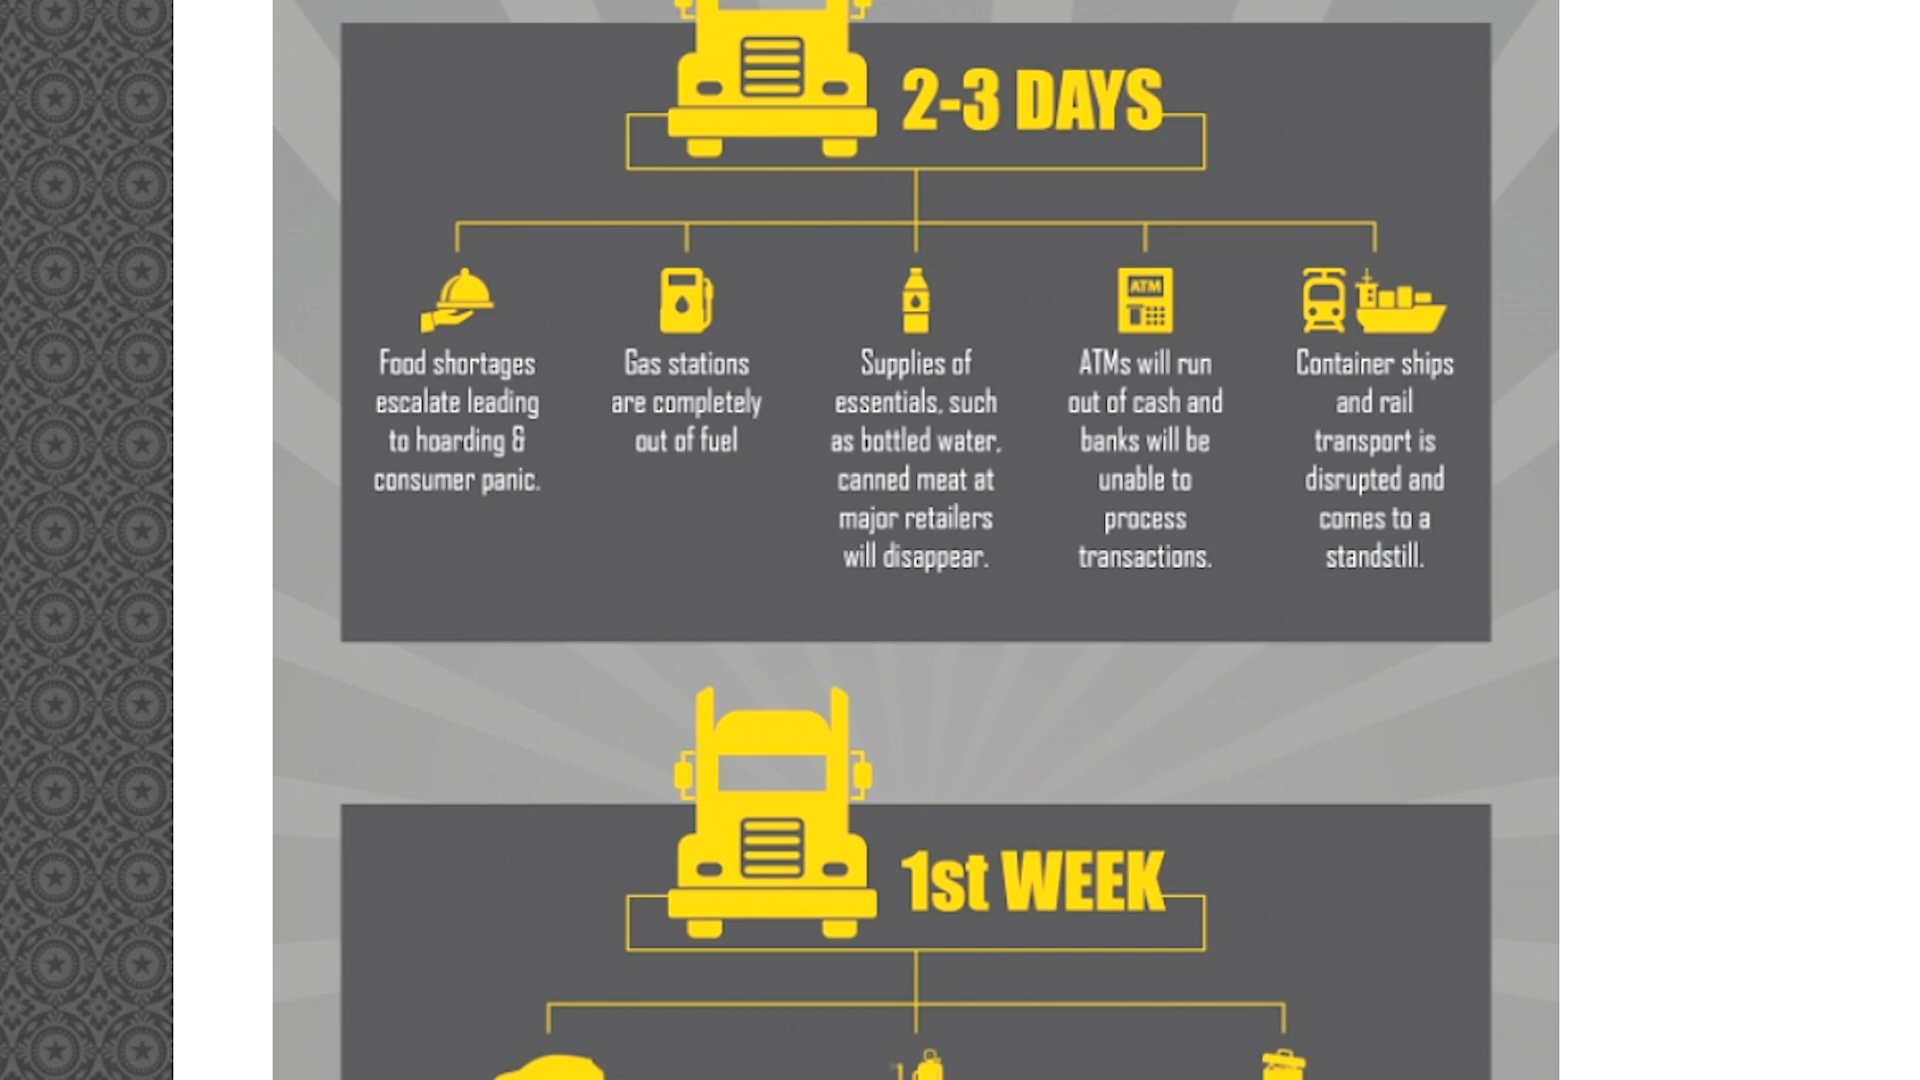 2-3 DAYS
Food shortages
escalate leading
to hoarding &
consumer panic.
Gas stations
are completely
out of fuel
Supplies of
essentials, such
as bottled water,
canned meat at
major retailers
will disappear.
ATM
ATMs will run
out of cash and
banks will be
unable to
process
transactions.
Container ships
and rail
transport is
disrupted and
comes to a
standstill.
1st WEEK